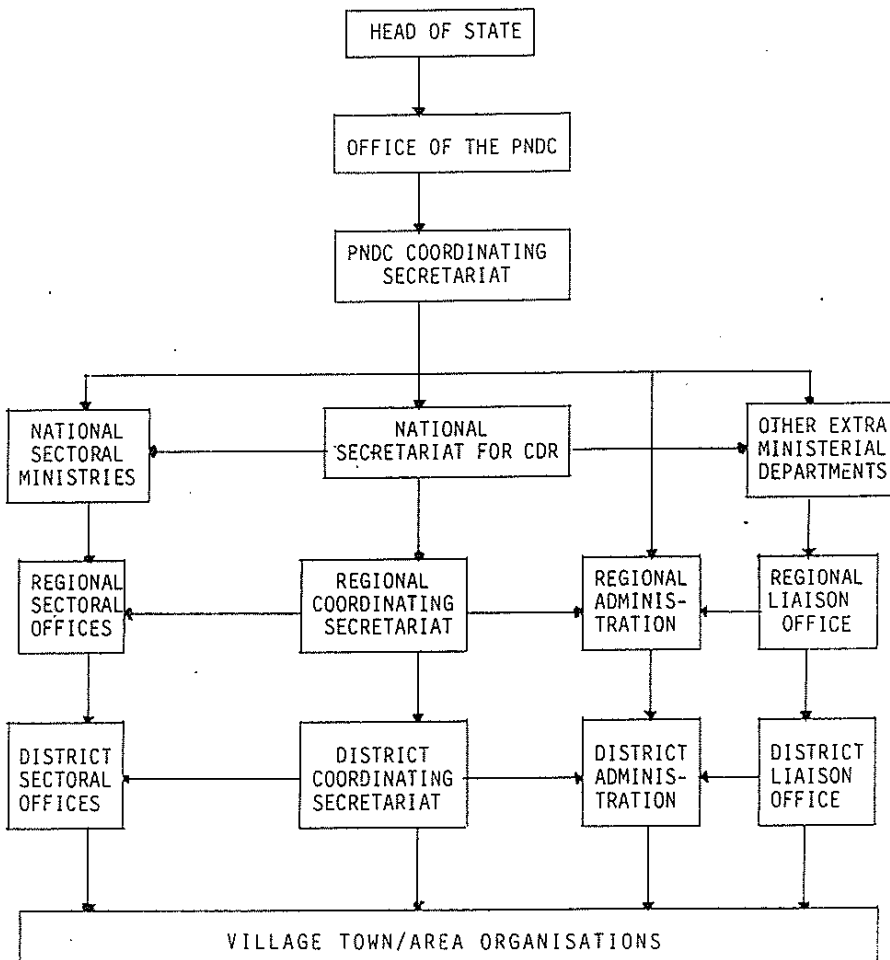 HEAD OF STATE
OFFICE OF THE PNDC
PNDC COORDINATING
SECRETARIAT
NATIONAL
SECTORAL
MINISTRIES
NATIONAL
SECRETARIAT FOR CDR
OTHER EXTRA
MINISTERIAL
DEPARTMENTS
REGIONAL
SECTORAL
OFFICES
REGIONAL
COORDINATING
SECRETARIAT
REGIONAL
ADMINIS-
TRATION
REGIONAL
LIAISON
OFFICE
DISTRICT
SECTORAL
OFFICES
DISTRICT
COORDINATING
SECRETARIAT
DISTRICT
ADMINIS-
TRATION
DISTRICT
LIAISON
OFFICE
VILLAGE TOWN/AREA ORGANISATIONS